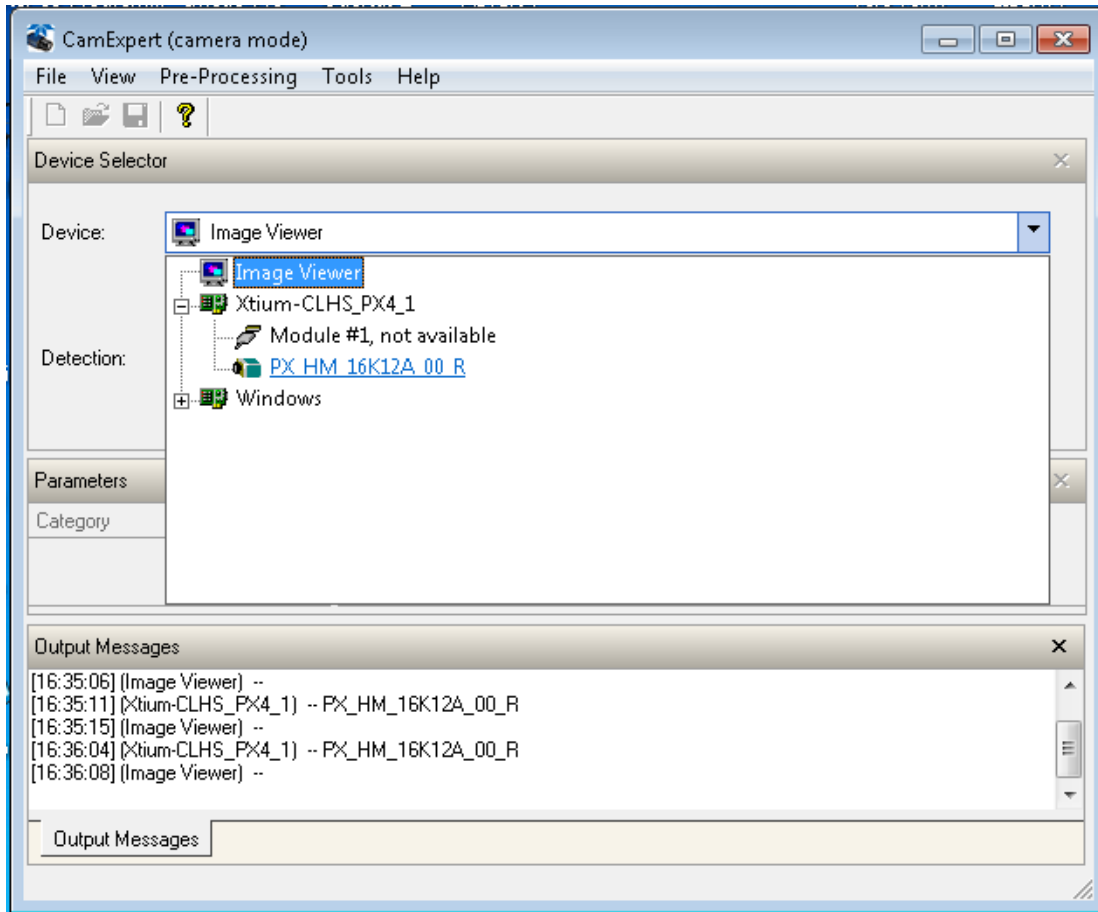 CamExpert (camera mode)
File View Pre-Processing Tools Help
Device Selector
Device: Image Viewer
Image Viewer
Xtium-CLHS_PX4_1
Module #1, not available
Detection:
PX_HM_16K12A_00_R
Windows
Parameters
Category
Output Messages
[16:35:06] (Image Viewer) --
[16:35:11] (Xtium-CLHS_PX4_1) -- PX_HM_16K12A_00_R
[16:35:15] (Image Viewer) --
[16:36:04] (Xtium-CLHS_PX4_1) -- PX_HM_16K12A_00_R
[16:36:08] (Image Viewer) --
Output Messages